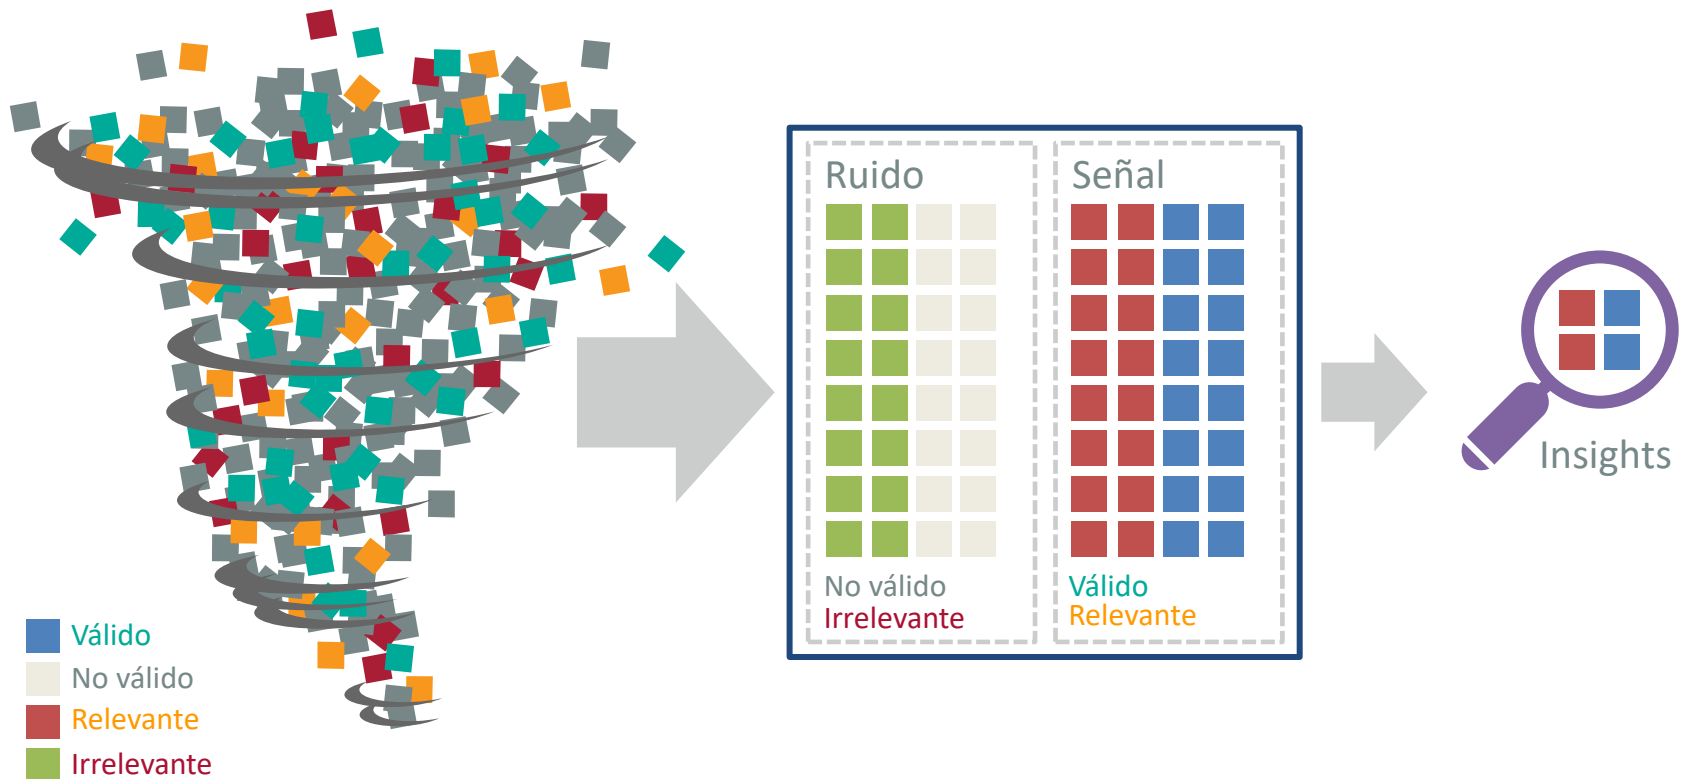 Ruido
Señal
No válido
Irrelevante
Válido
Relevante
Insights
Válido
No válido
Relevante
Irrelevante